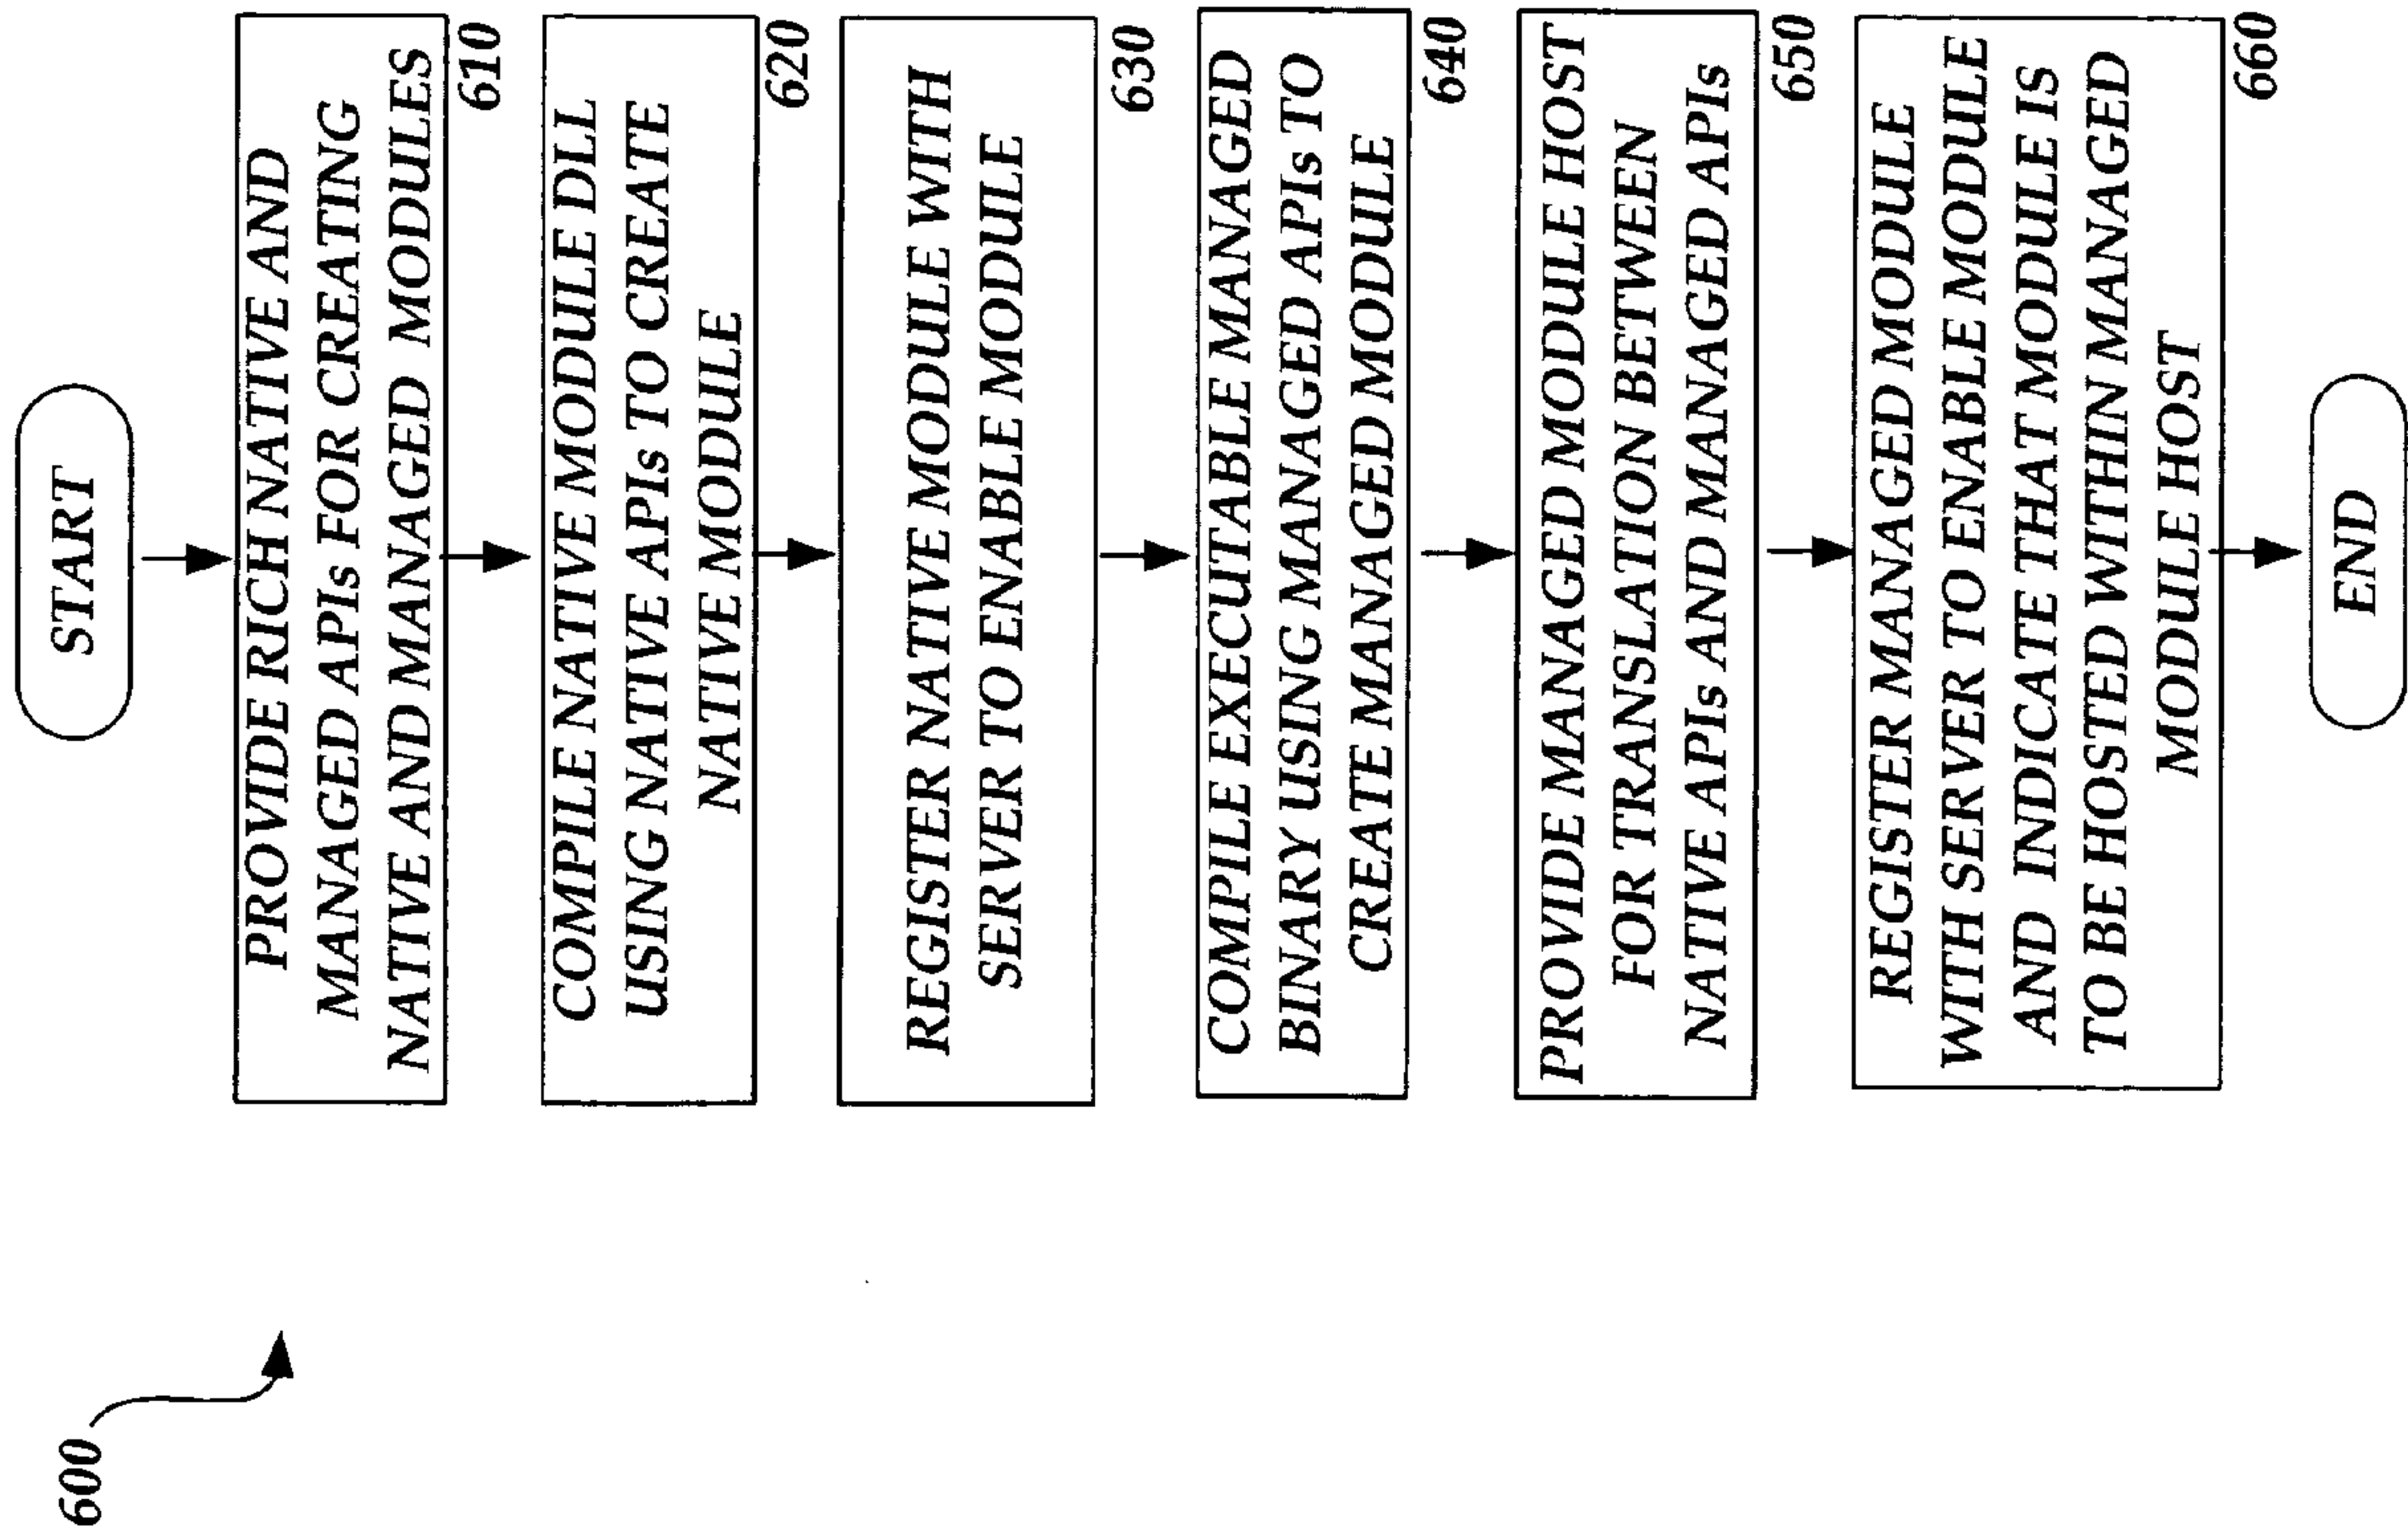 600
START
PROVIDE RICH NATIVE AND
MANAGED APIs FOR CREATING
NATIVE AND MANAGED MODULES
610
COMPILE NATIVE MODULE DLL
USING NATIVE APIs TO CREATE
NATIVE MODULE
620
REGISTER NATIVE MODULE WITH
SERVER TO ENABLE MODULE
630
COMPILE EXECUTABLE MANAGED
BINARY USING MANAGED APIs TO
CREATE MANAGED MODULE
640
PROVIDE MANAGED MODULE HOST
FOR TRANSLATION BETWEEN
NATIVE APIs AND MANAGED APIs
650
REGISTER MANAGED MODULE
WITH SERVER TO ENABLE MODULE
AND INDICATE THAT MODULE IS
TO BE HOSTED WITHIN MANAGED
MODULE HOST
660
END